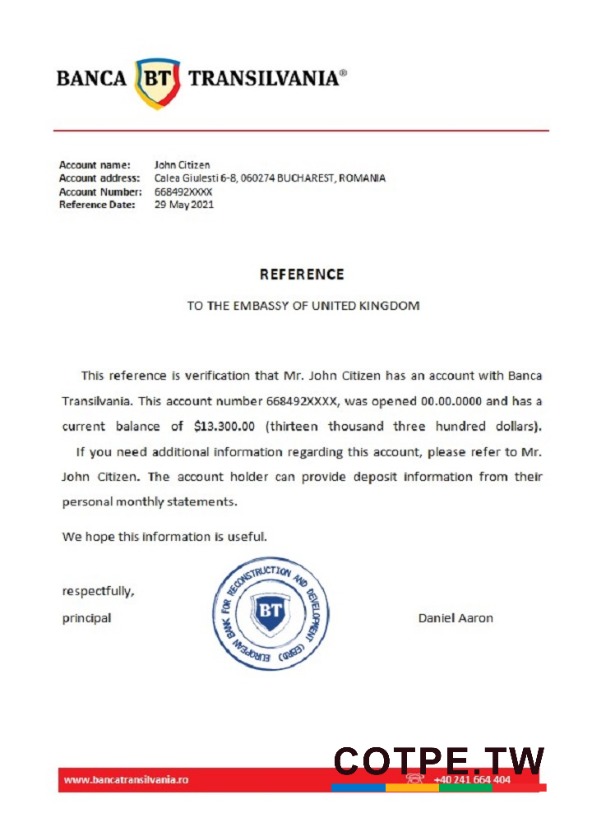 BANCA BT TRANSILVANIA®
Account name: John Citizen
Account address: Calea Giulesti 6-8, 060274 BUCHAREST, ROMANIA
Account Number: 668492XXXX
Reference Date: 29 May 2021
REFERENCE
TO THE EMBASSY OF UNITED KINGDOM
This reference is verification that Mr. John Citizen has an account with Banca
Transilvania. This account number 668492XXXX, was opened 00.00.0000 and has a
current balance of $13.300.00 (thirteen thousand three hundred dollars).
If you need additional information regarding this account, please refer to Mr.
John Citizen. The account holder can provide deposit information from their
personal monthly statements.
We hope this information is useful.
respectfully,
principal
EUROPEAN BANK FOR RECONSTRUCTION AND DEVELOPMENT (EBRD)
BT
Daniel Aaron
COTPE.TW
www.bancatransilvania.ro
+40 241 664 404